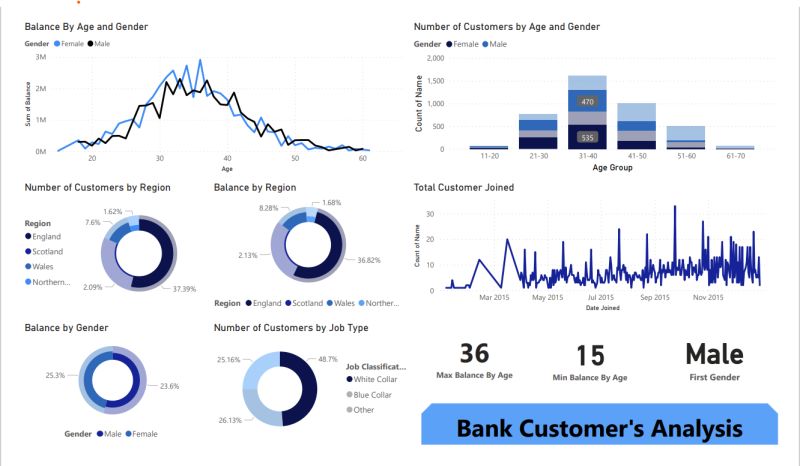 Balance By Age and Gender
Gender Female Male
3M
2M
1M
0M
Sum of Balance
20 30 40 50 60
Age
Number of Customers by Age and Gender
Gender Female Male
2,000
1,500
1,000
500
0
Count of Name
470
535
11-20 21-30 31-40 41-50 51-60 61-70
Age Group
Number of Customers by Region
Region
England
Scotland
Wales
Northern...
1.62%
7.6%
2.09%
37.39%
Balance by Region
1.68%
8.28%
2.13%
36.82%
Region England Scotland Wales Norther...
Total Customer Joined
30
20
10
0
Count of Name
Mar 2015 May 2015 Jul 2015 Sep 2015 Nov 2015
Date Joined
Balance by Gender
25.3%
23.6%
Gender Male Female
Number of Customers by Job Type
25.16%
48.7%
26.13%
Job Classificat...
White Collar
Blue Collar
Other
36
Max Balance By Age
15
Min Balance By Age
Male
First Gender
Bank Customer's Analysis